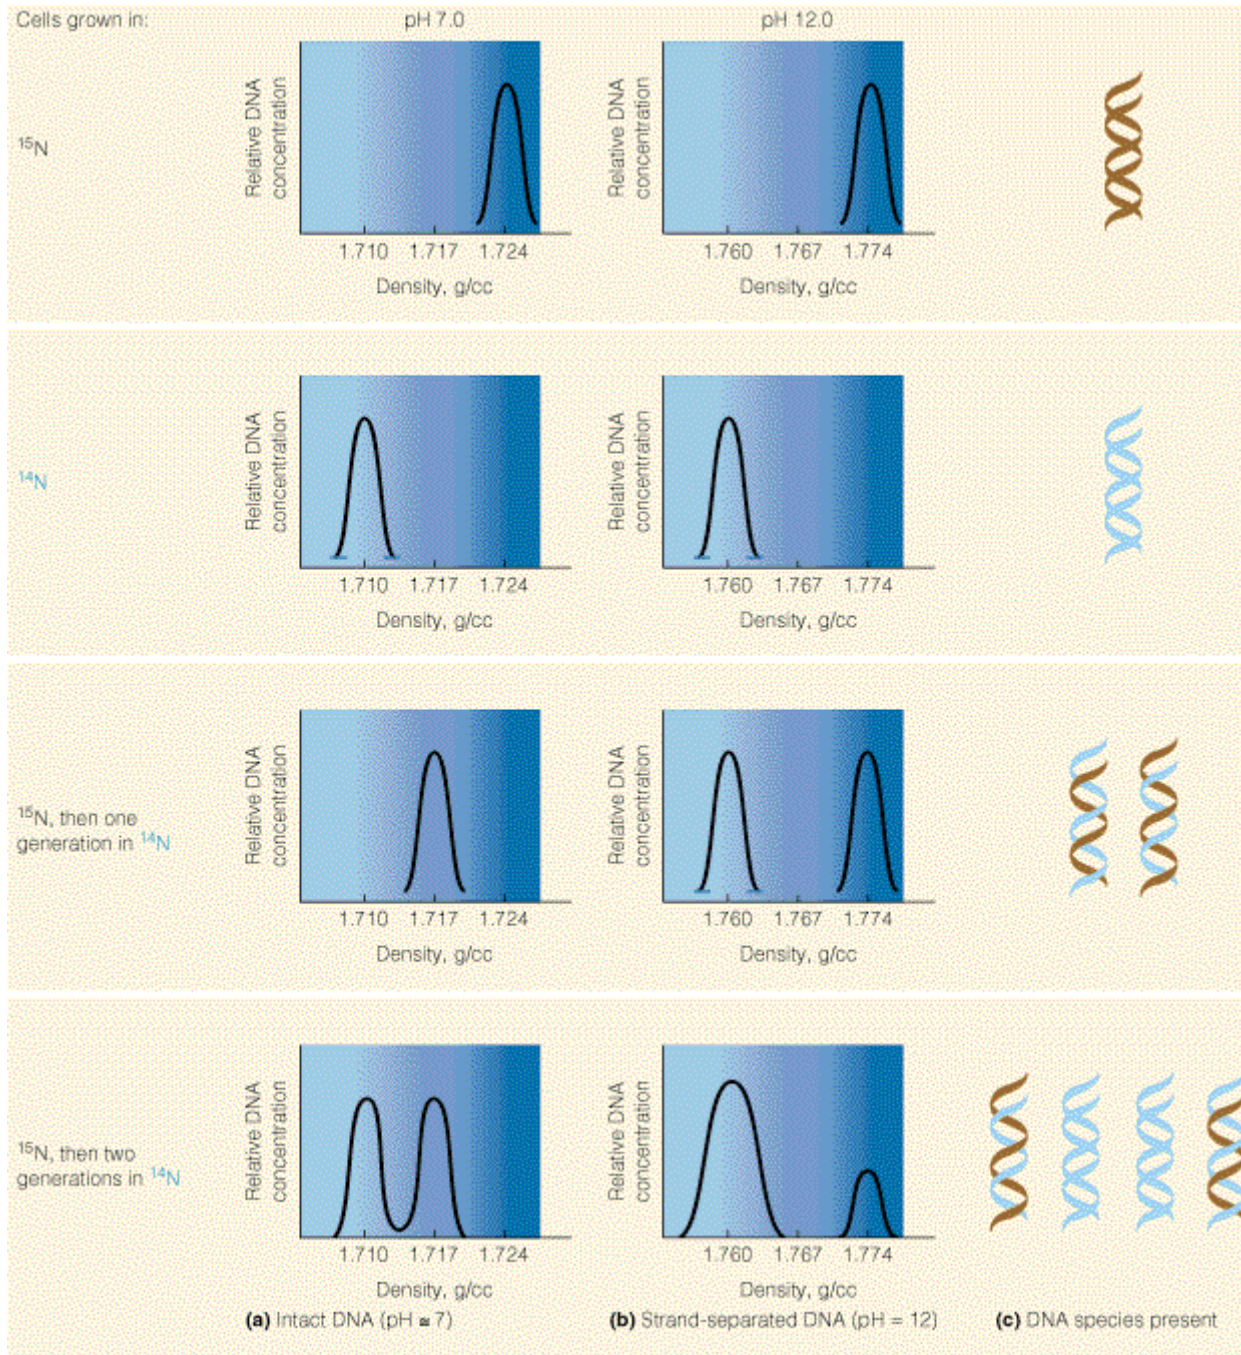 Cells grown in:
pH 7.0
pH 12.0
¹⁵N
Relative DNA
concentration
1.710 1.717 1.724
Density, g/cc
Relative DNA
concentration
1.760 1.767 1.774
Density, g/cc
¹⁴N
Relative DNA
concentration
1.710 1.717 1.724
Density, g/cc
Relative DNA
concentration
1.760 1.767 1.774
Density, g/cc
¹⁵N, then one
generation in ¹⁴N
Relative DNA
concentration
1.710 1.717 1.724
Density, g/cc
Relative DNA
concentration
1.760 1.767 1.774
Density, g/cc
¹⁵N, then two
generations in ¹⁴N
Relative DNA
concentration
1.710 1.717 1.724
Density, g/cc
Relative DNA
concentration
1.760 1.767 1.774
Density, g/cc
(a) Intact DNA (pH ≅ 7)
(b) Strand-separated DNA (pH = 12)
(c) DNA species present